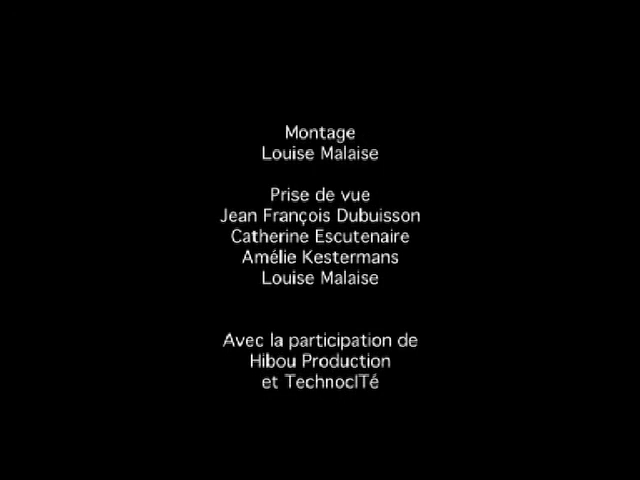 Montage
Louise Malaise
Prise de vue
Jean François Dubuisson
Catherine Escutenaire
Amélie Kestermans
Louise Malaise
Avec la participation de
Hibou Production
et TechnocITé